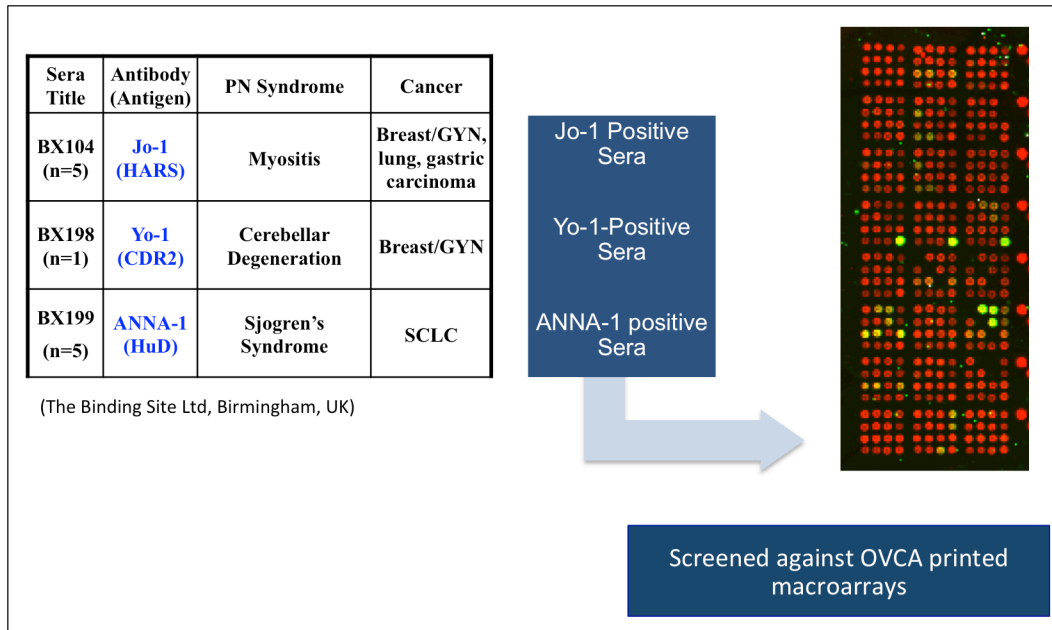 Sera Title
Antibody (Antigen)
PN Syndrome
Cancer
BX104 (n=5)
Jo-1 (HARS)
Myositis
Breast/GYN, lung, gastric carcinoma
BX198 (n=1)
Yo-1 (CDR2)
Cerebellar Degeneration
Breast/GYN
BX199 (n=5)
ANNA-1 (HuD)
Sjogren's Syndrome
SCLC
(The Binding Site Ltd, Birmingham, UK)
Jo-1 Positive
Sera
Yo-1-Positive
Sera
ANNA-1 positive
Sera
Screened against OVCA printed
macroarrays